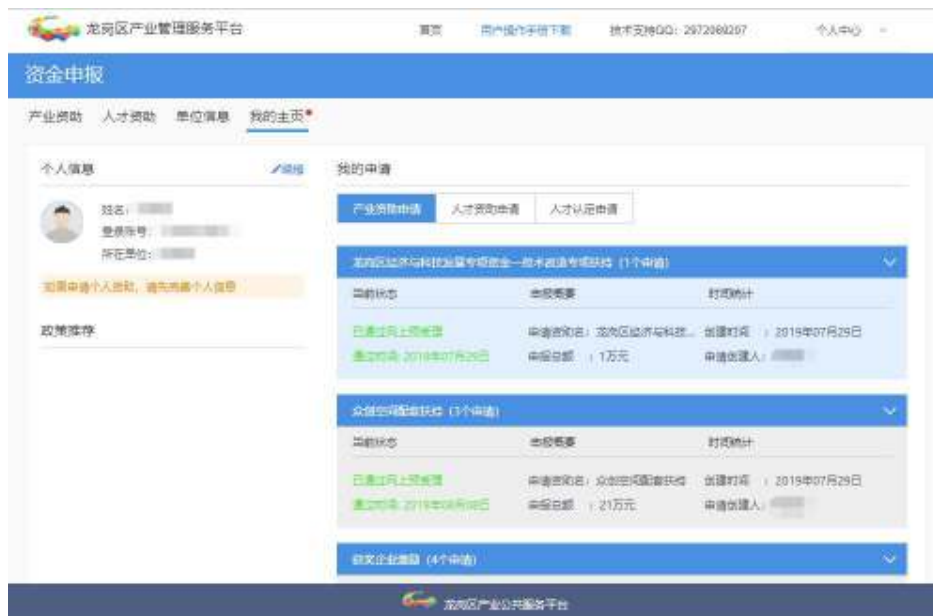 龙岗区产业管理服务平台
首页 用户操作手册下载 技术支持QQ: 2972069207 个人中心
资金申报
产业资助 人才资助 单位信息 我的主页
个人信息 编辑
我的申请
姓名:
登录账号:
所在单位:
如需申请个人资助, 请先完善个人信息
政策推荐
产业资助申请 人才资助申请 人才认定申请
龙岗区经济与科技发展专项资金—技术改造专项扶持 (1个申请)
当前状态 申报概要 时间统计
已通过网上预受理 申请资助名: 龙岗区经济与科技... 创建时间 : 2019年07月29日
通过时间: 2019年07月29日 申报总额 : 1万元 申请创建人:
众创空间配套扶持 (3个申请)
当前状态 申报概要 时间统计
已通过网上预受理 申请资助名: 众创空间配套扶持 创建时间 : 2019年07月29日
申报总额 : 21万元 申请创建人:
获奖企业激励 (4个申请)
龙岗区产业公共服务平台